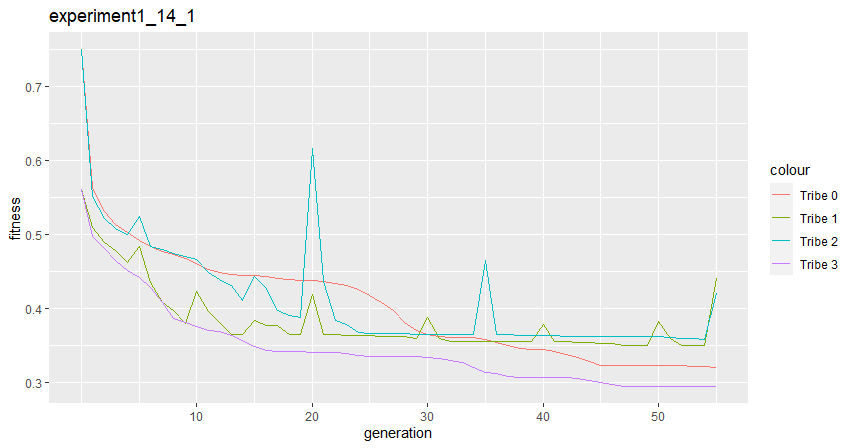 experiment1_14_1
0.7
0.6
0.5
0.4
0.3
fitness
10 20 30 40 50
generation
colour
Tribe 0
Tribe 1
Tribe 2
Tribe 3